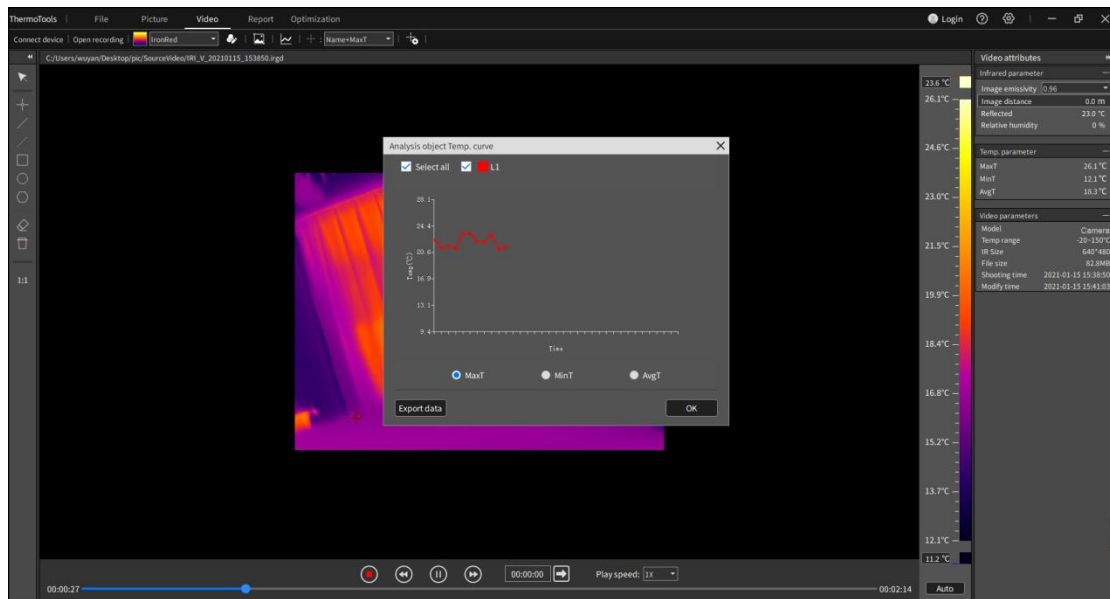 ThermoTools File Picture Video Report Optimization Login
Connect device Open recording IronRed Name+MaxT
C:/Users/wuyan/Desktop/pic/SourceVideo/IRI_V_20210115_153850.irgd
1:1
Analysis object Temp. curve
Select all L1
28.1
24.4
20.6
16.9
13.1
9.4
Temp(℃)
Time
MaxT MinT AvgT
Export data OK
23.6 ℃
26.1℃
24.6℃
23.0℃
21.5℃
19.9℃
18.4℃
16.8℃
15.2℃
13.7℃
12.1℃
11.2 ℃
Auto
Video attributes
Infrared parameter
Image emissivity 0.96
Image distance 0.0 m
Reflected 23.0 ℃
Relative humidity 0 %
Temp. parameter
MaxT 26.1℃
MinT 12.1℃
AvgT 18.3℃
Video parameters
Model Camera
Temp range -20~150℃
IR Size 640*480
File size 82.8MB
Shooting time 2021-01-15 15:38:50
Modify time 2021-01-15 15:41:03
00:00:00 Play speed: 1X
00:00:27 00:02:14